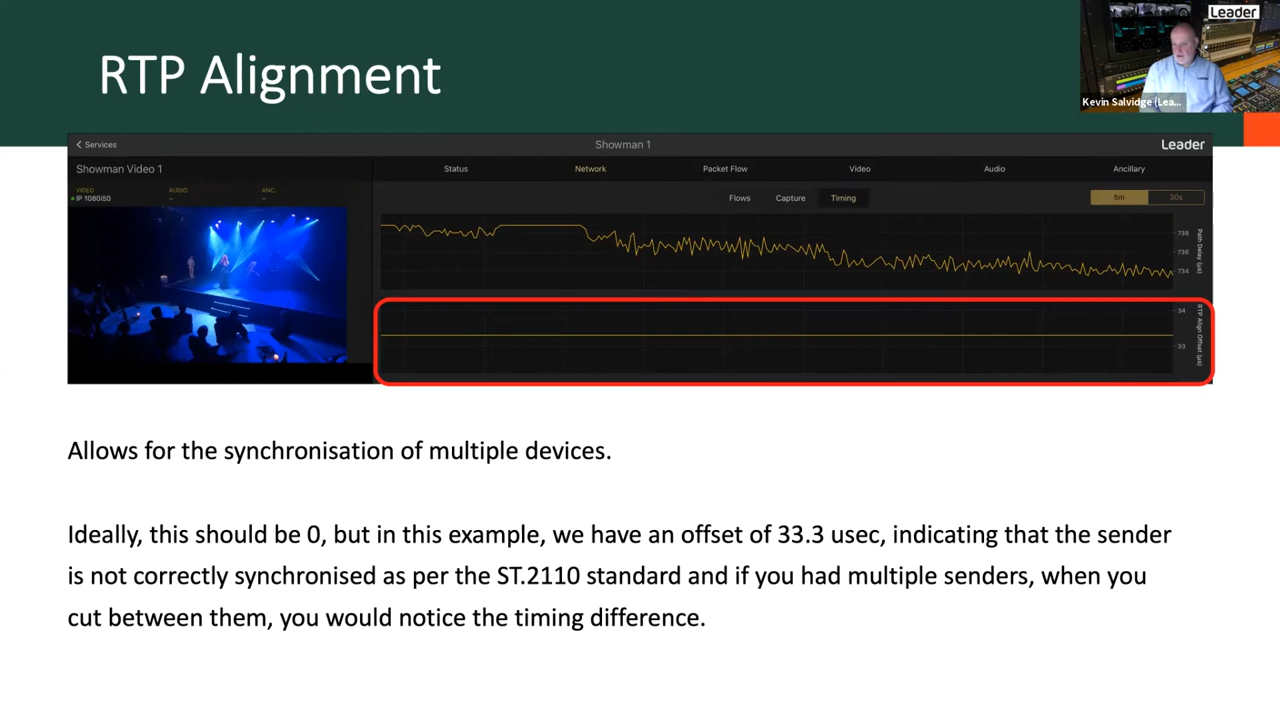 RTP Alignment
Leader
Kevin Salvidge (Lea...
Services
Showman 1
Leader
Showman Video 1
Status
Network
Packet Flow
Video
Audio
Ancillary
VIDEO
AUDIO
ANC.
IP 1080i50
–
–
Flows
Capture
Timing
5m
30s
738
736
734
Path Delay (µs)
34
33
RTP Align Offset (µs)
Allows for the synchronisation of multiple devices.
Ideally, this should be 0, but in this example, we have an offset of 33.3 usec, indicating that the sender
is not correctly synchronised as per the ST.2110 standard and if you had multiple senders, when you
cut between them, you would notice the timing difference.